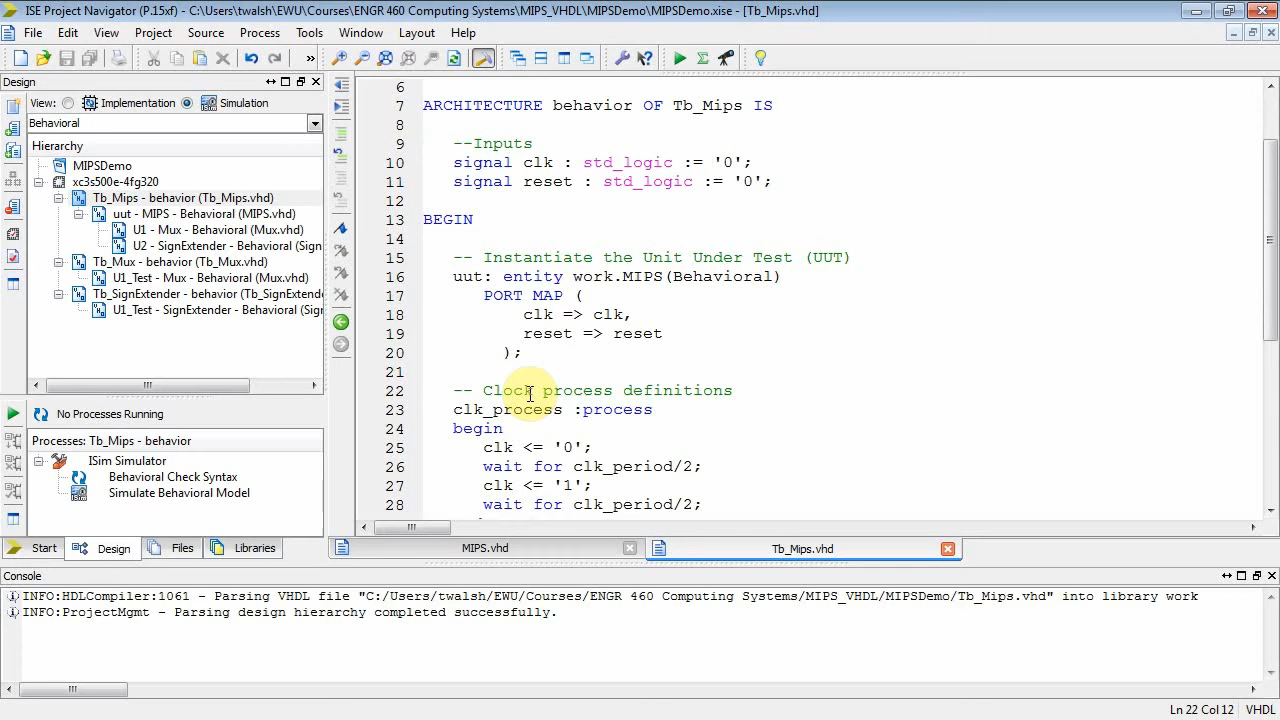 ISE Project Navigator (P.15xf) - C:\Users\twalsh\EWU\Courses\ENGR 460 Computing Systems\MIPS_VHDL\MIPSDemo\MIPSDemo.xise - [Tb_Mips.vhd]
File Edit View Project Source Process Tools Window Layout Help
Design
View: Implementation Simulation
Behavioral
Hierarchy
MIPSDemo
xc3s500e-4fg320
Tb_Mips - behavior (Tb_Mips.vhd)
uut - MIPS - Behavioral (MIPS.vhd)
U1 - Mux - Behavioral (Mux.vhd)
U2 - SignExtender - Behavioral (Sign
Tb_Mux - behavior (Tb_Mux.vhd)
U1_Test - Mux - Behavioral (Mux.vhd)
Tb_SignExtender - behavior (Tb_SignExtende
U1_Test - SignExtender - Behavioral (Sign
No Processes Running
Processes: Tb_Mips - behavior
ISim Simulator
Behavioral Check Syntax
Simulate Behavioral Model
Start Design Files Libraries
6
7 ARCHITECTURE behavior OF Tb_Mips IS
8
9 --Inputs
10 signal clk : std_logic := '0';
11 signal reset : std_logic := '0';
12
13 BEGIN
14
15 -- Instantiate the Unit Under Test (UUT)
16 uut: entity work.MIPS(Behavioral)
17 PORT MAP (
18 clk => clk,
19 reset => reset
20 );
21
22 -- Clock process definitions
23 clk_process :process
24 begin
25 clk <= '0';
26 wait for clk_period/2;
27 clk <= '1';
28 wait for clk_period/2;
MIPS.vhd Tb_Mips.vhd
Console
INFO:HDLCompiler:1061 - Parsing VHDL file "C:/Users/twalsh/EWU/Courses/ENGR 460 Computing Systems/MIPS_VHDL/MIPSDemo/Tb_Mips.vhd" into library work
INFO:ProjectMgmt - Parsing design hierarchy completed successfully.
Ln 22 Col 12 VHDL